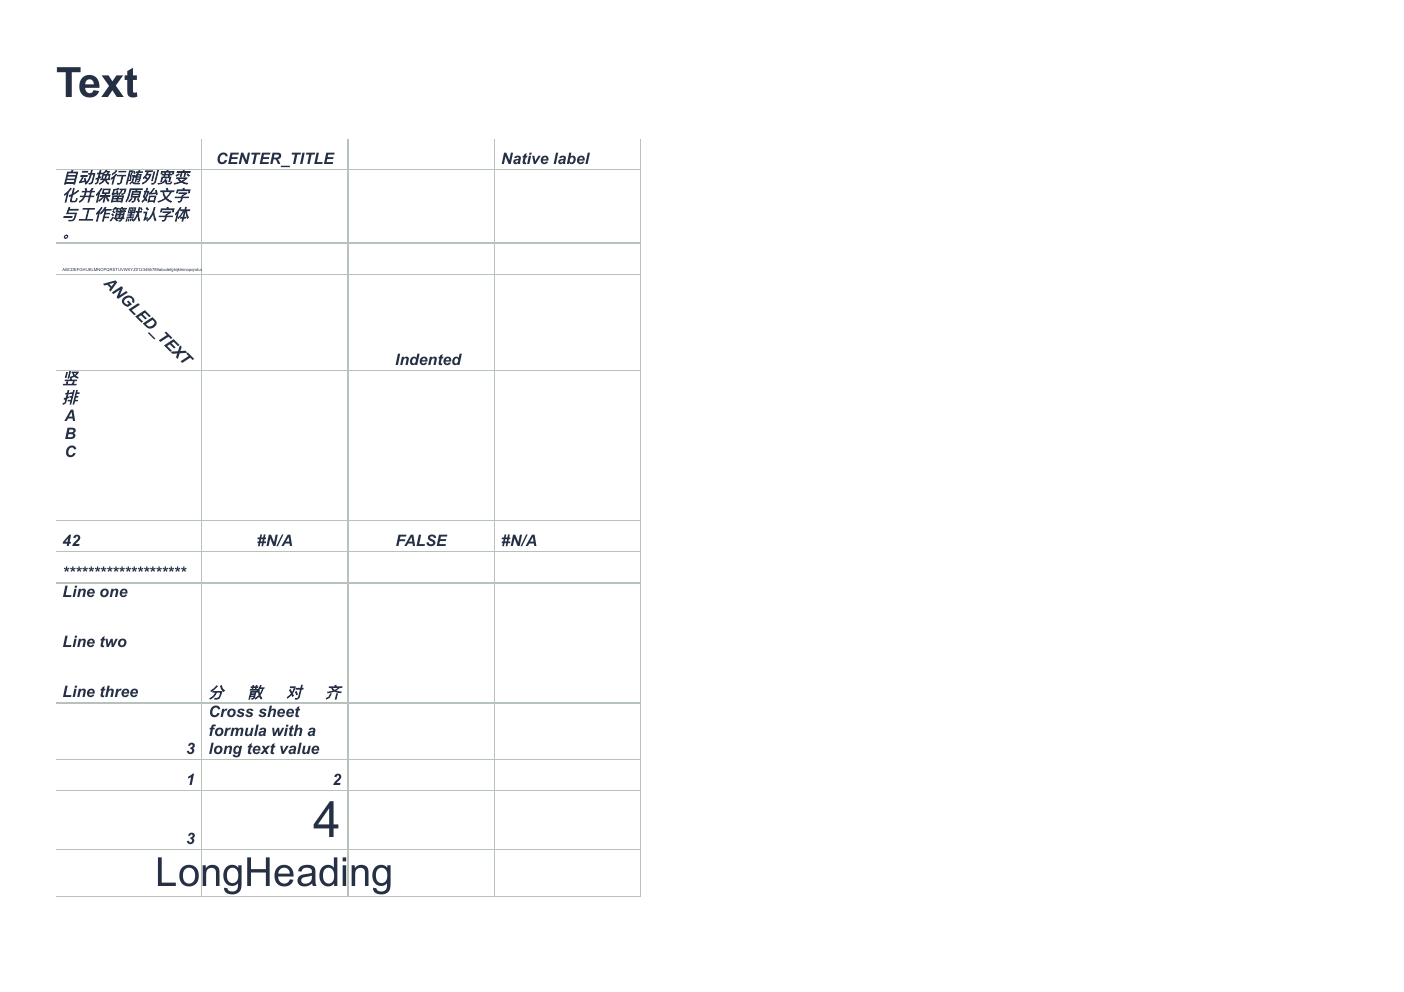 Text
CENTER_TITLE
Native label
自动换行随列宽变
化并保留原始文字
与工作簿默认字体
。
ANGLED_TEXT
Indented
竖
排
A
B
C
42 #N/A FALSE #N/A
********************
Line one
Line two
Line three
分 散 对 齐
Cross sheet
formula with a
3 long text value
1 2
3 4
LongHeading